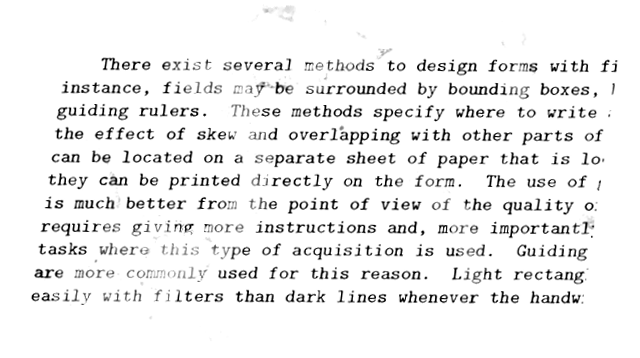 There exist several methods to design forms with
instance, fields may be surrounded by bounding boxes,
guiding rulers. These methods specify where to write
the effect of skew and overlapping with other parts of
can be located on a separate sheet of paper that is
they can be printed directly on the form. The use of
is much better from the point of view of the quality
requires giving more instructions and, more importantly
tasks where this type of acquisition is used. Guiding
are more commonly used for this reason. Light
easily with filters than dark lines whenever the